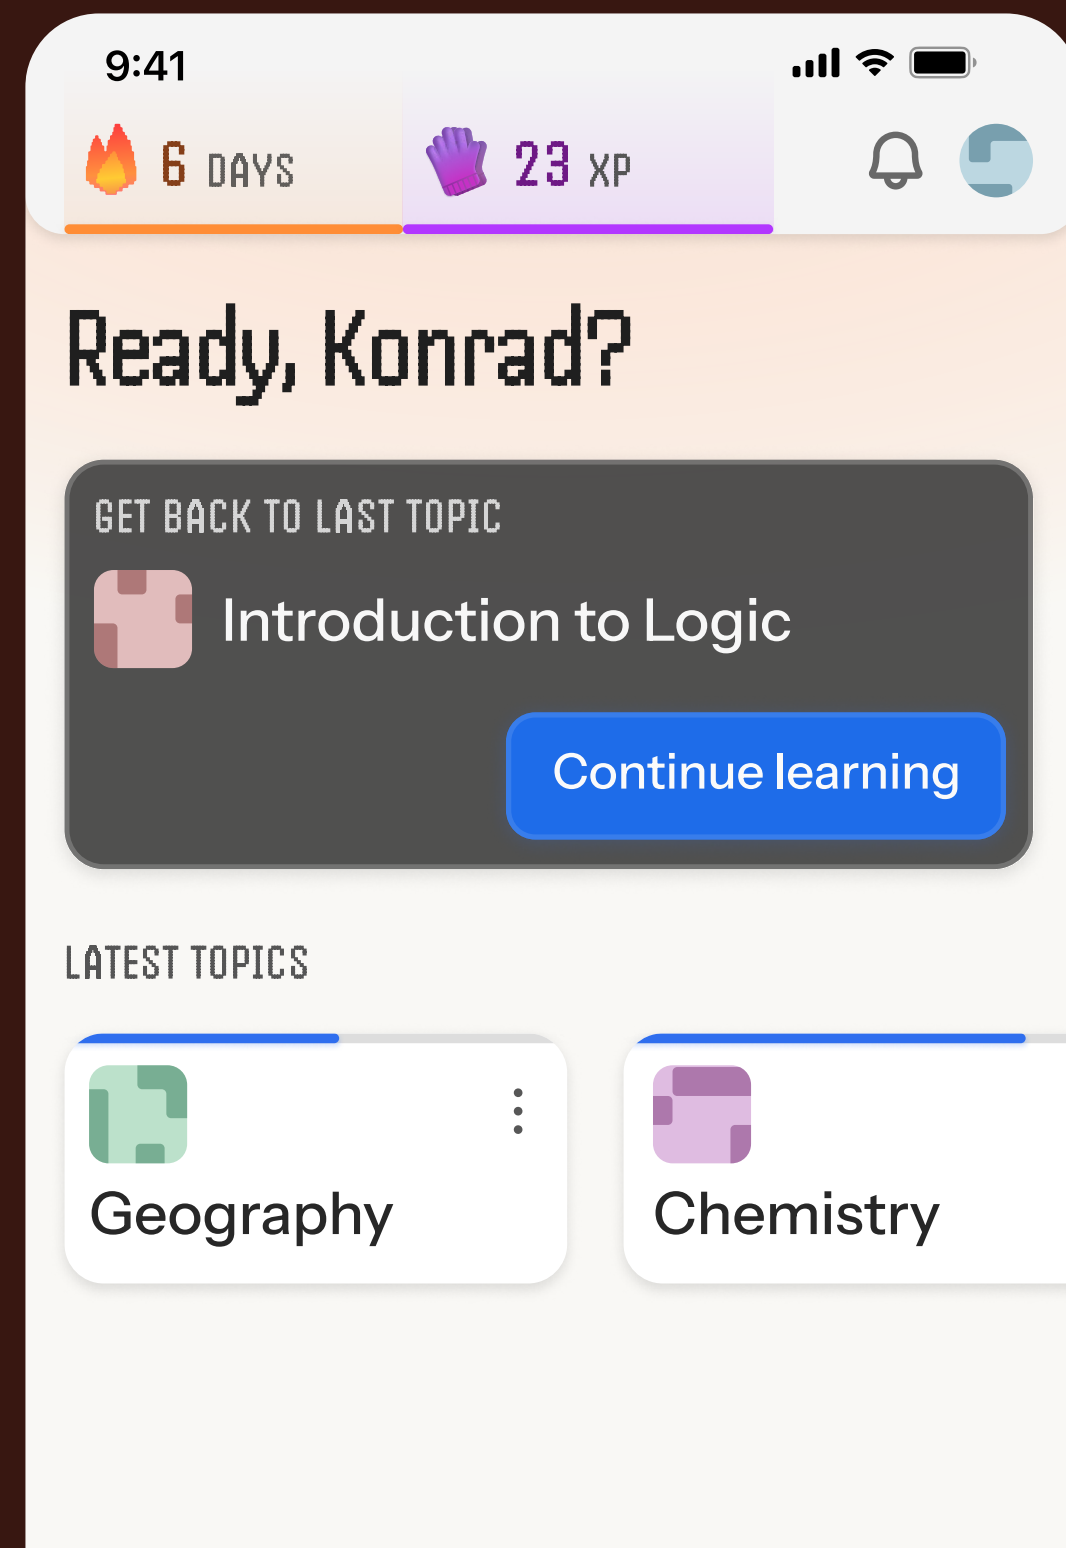 9:41
6 DAYS
23 XP
Ready, Konrad?
GET BACK TO LAST TOPIC
Introduction to Logic
Continue learning
LATEST TOPICS
Geography
Chemistry